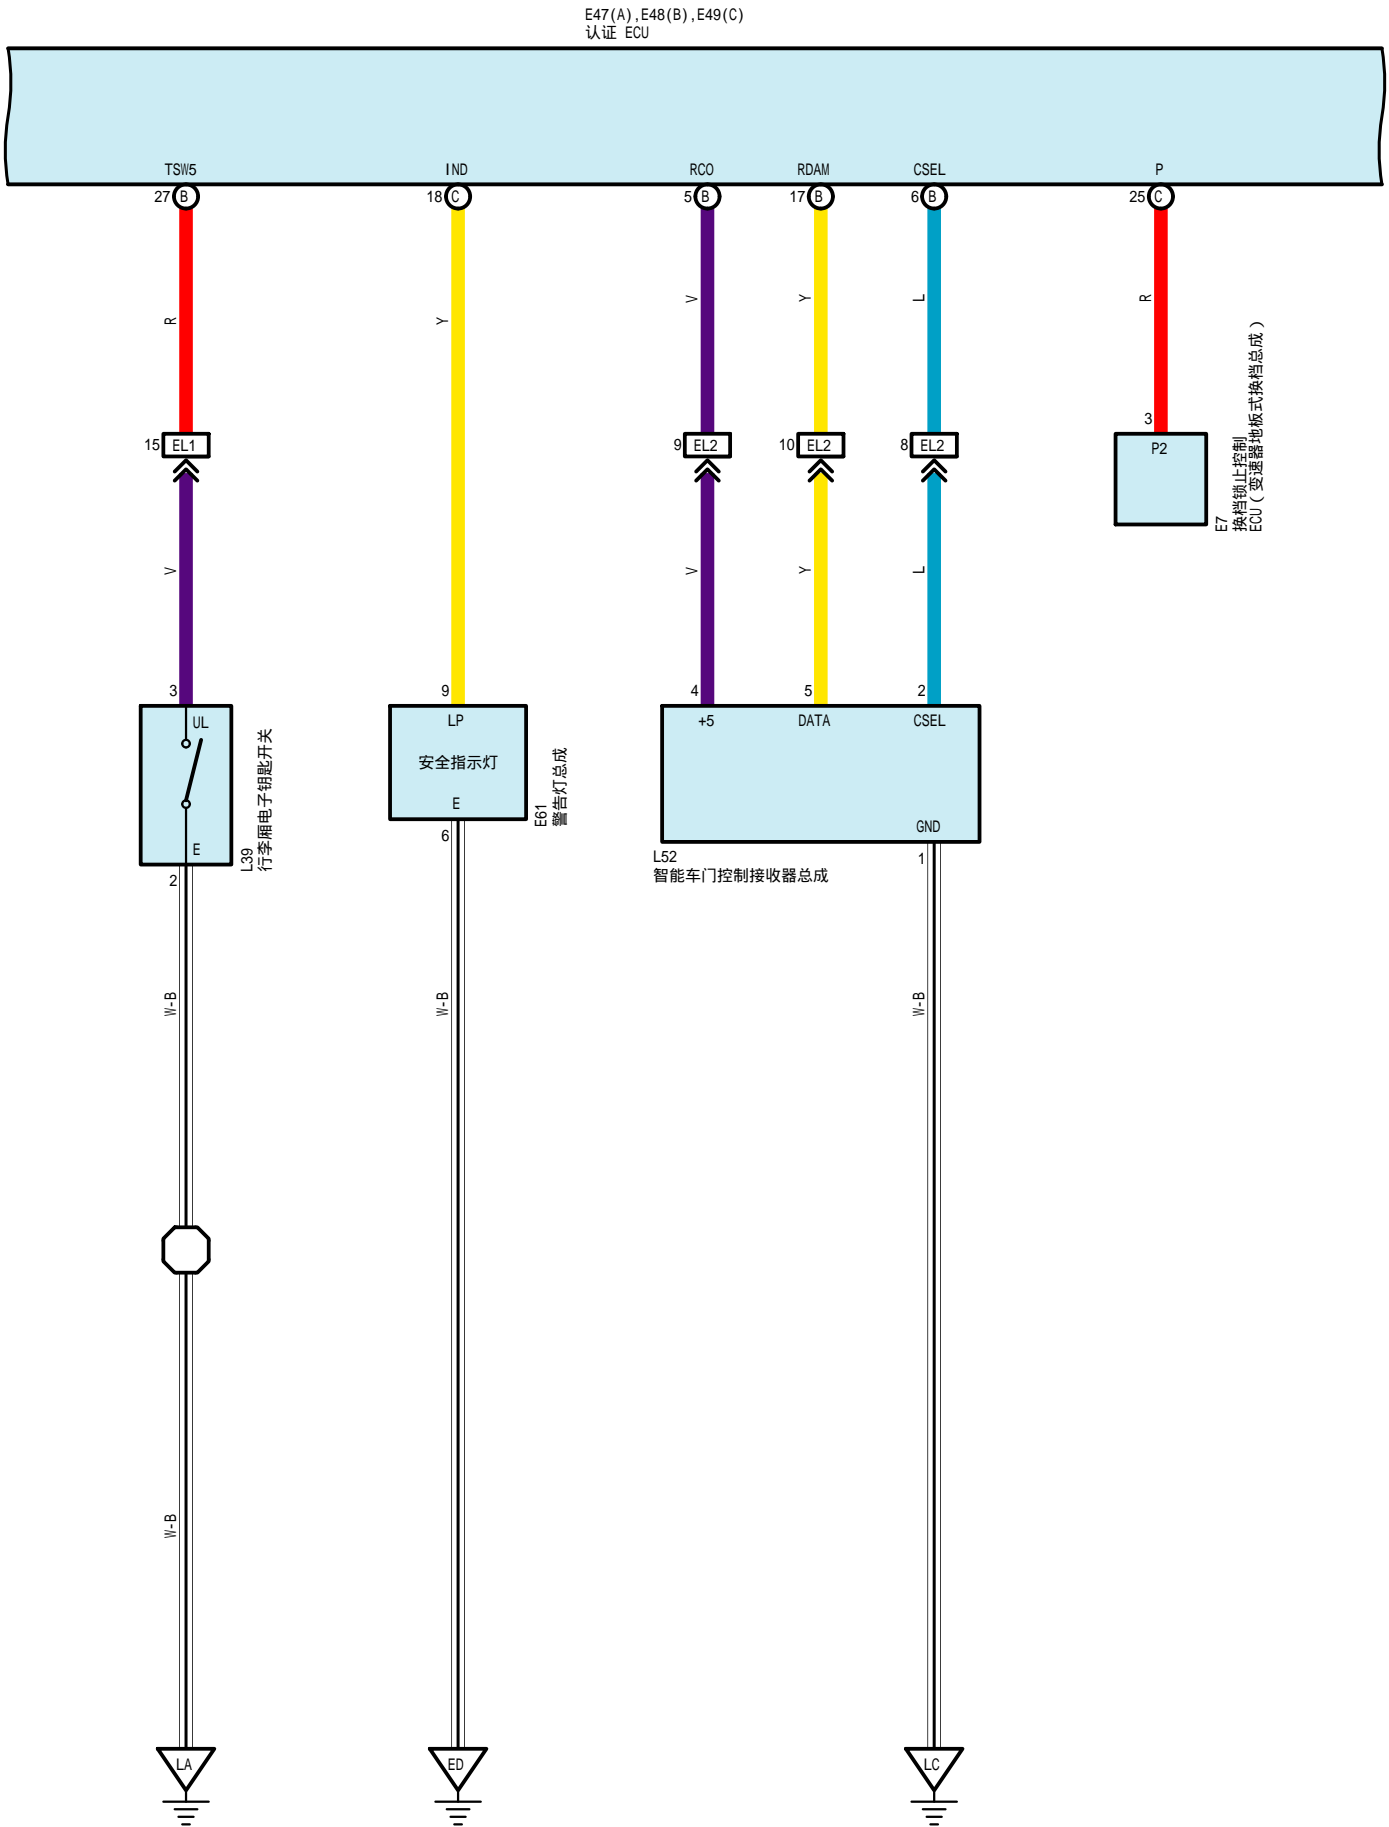 E47(A),E48(B),E49(C)
认证 ECU
TSW5 IND RCO RDAM CSEL P
27 B 18 C 5 B 17 B 6 B 25 C
R Y V Y L R
15 EL1 9 EL2 10 EL2 8 EL2
3
P2
E7
换档锁止控制
ECU（变速器地板式换档总成）
V V Y L
3 9 4 5 2
UL
E
L39
行李厢电子钥匙开关
2
LP
安全指示灯
E
E61
警告灯总成
6
+5 DATA CSEL
GND
L52
智能车门控制接收器总成
1
W-B W-B W-B
W-B
LA ED LC